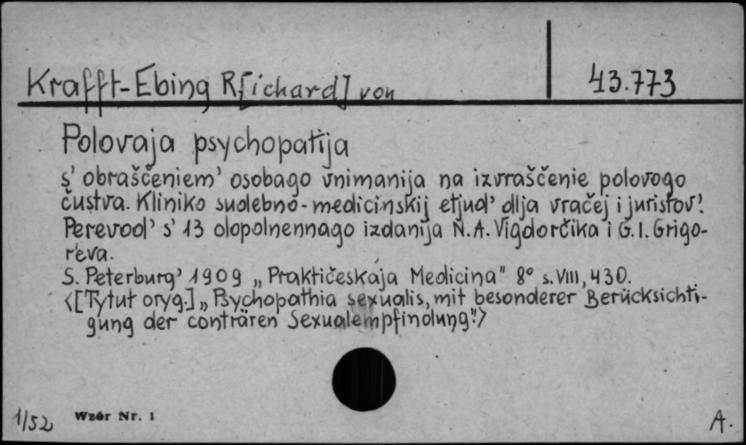 Krafft-Ebing R[ichard] von
43.773
Polovaja psychopatija
s' obraščeniem' osobago vnimanija na izvraščenie polovogo
čustva. Kliniko sudebno-medicinskij etjud' dlja vračej i juristov'.
Perevod' s' 13 dopolnennago izdanija N.A. Vigdorčika i G.I. Grigo-
r'eva.
S. Peterburg' 1909 „Praktičeskaja Medicina" 8° s. VIII, 430.
<[Tytuł oryg.] „Psychopathia sexualis, mit besonderer Berücksichti-
gung der conträren Sexualempfindung".>
1/52
Wzór Nr. 1
A.